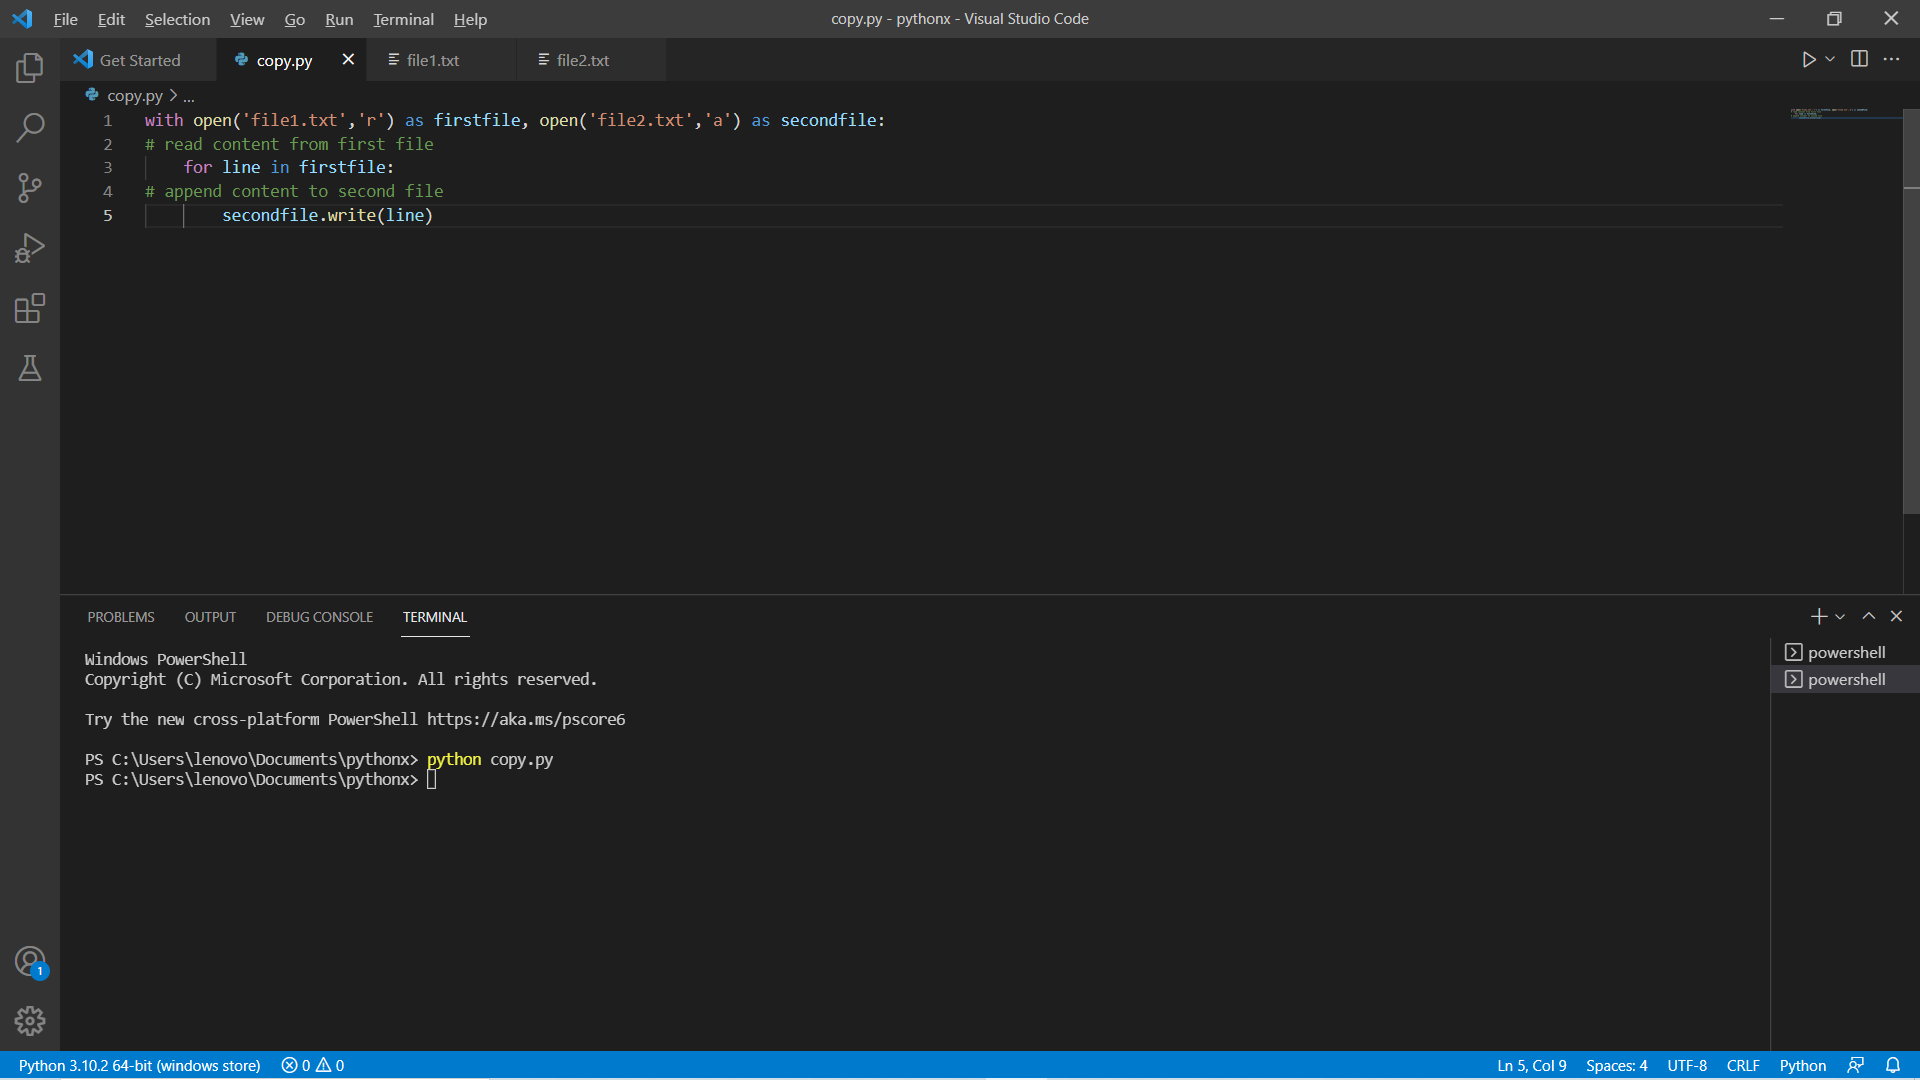 File Edit Selection View Go Run Terminal Help
copy.py - pythonx - Visual Studio Code
Get Started
copy.py
file1.txt
file2.txt
copy.py > ...
1 with open('file1.txt','r') as firstfile, open('file2.txt','a') as secondfile:
2 # read content from first file
3 for line in firstfile:
4 # append content to second file
5 secondfile.write(line)
PROBLEMS OUTPUT DEBUG CONSOLE TERMINAL
Windows PowerShell
Copyright (C) Microsoft Corporation. All rights reserved.
Try the new cross-platform PowerShell https://aka.ms/pscore6
PS C:\Users\lenovo\Documents\pythonx> python copy.py
PS C:\Users\lenovo\Documents\pythonx>
powershell
powershell
1
Python 3.10.2 64-bit (windows store) 0 0
Ln 5, Col 9 Spaces: 4 UTF-8 CRLF Python